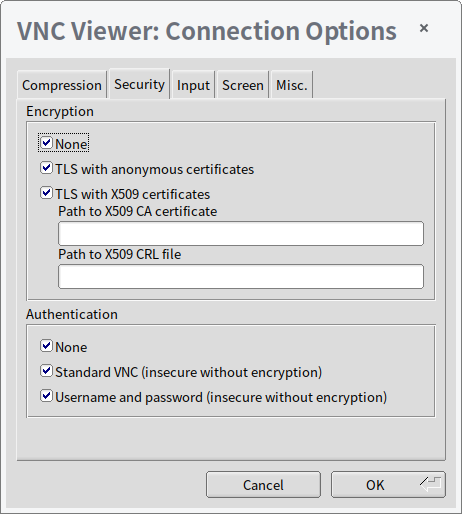 VNC Viewer: Connection Options ×
Compression Security Input Screen Misc.
Encryption
None
TLS with anonymous certificates
TLS with X509 certificates
Path to X509 CA certificate
Path to X509 CRL file
Authentication
None
Standard VNC (insecure without encryption)
Username and password (insecure without encryption)
Cancel OK